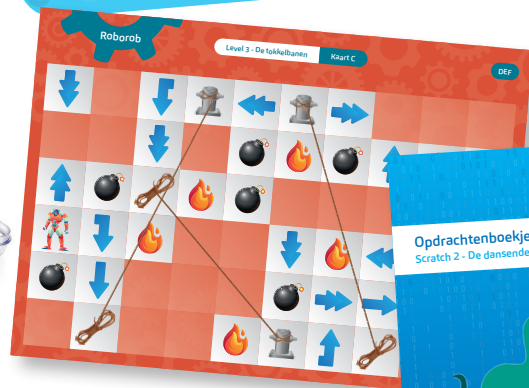 Roborob
Level 3 - De tokkelbanen
Kaart C
DEF
Opdrachtenboekje
Scratch 2 - De dansende